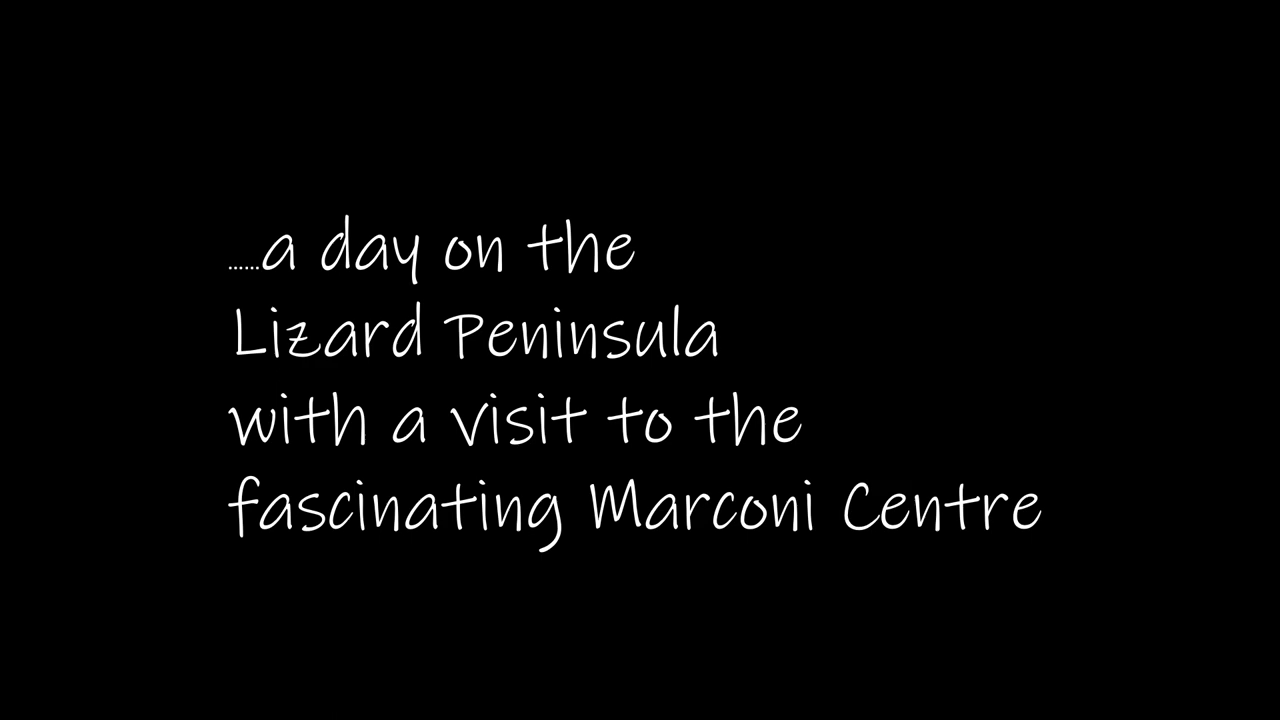 ......a day on the
Lizard Peninsula
with a visit to the
fascinating Marconi Centre